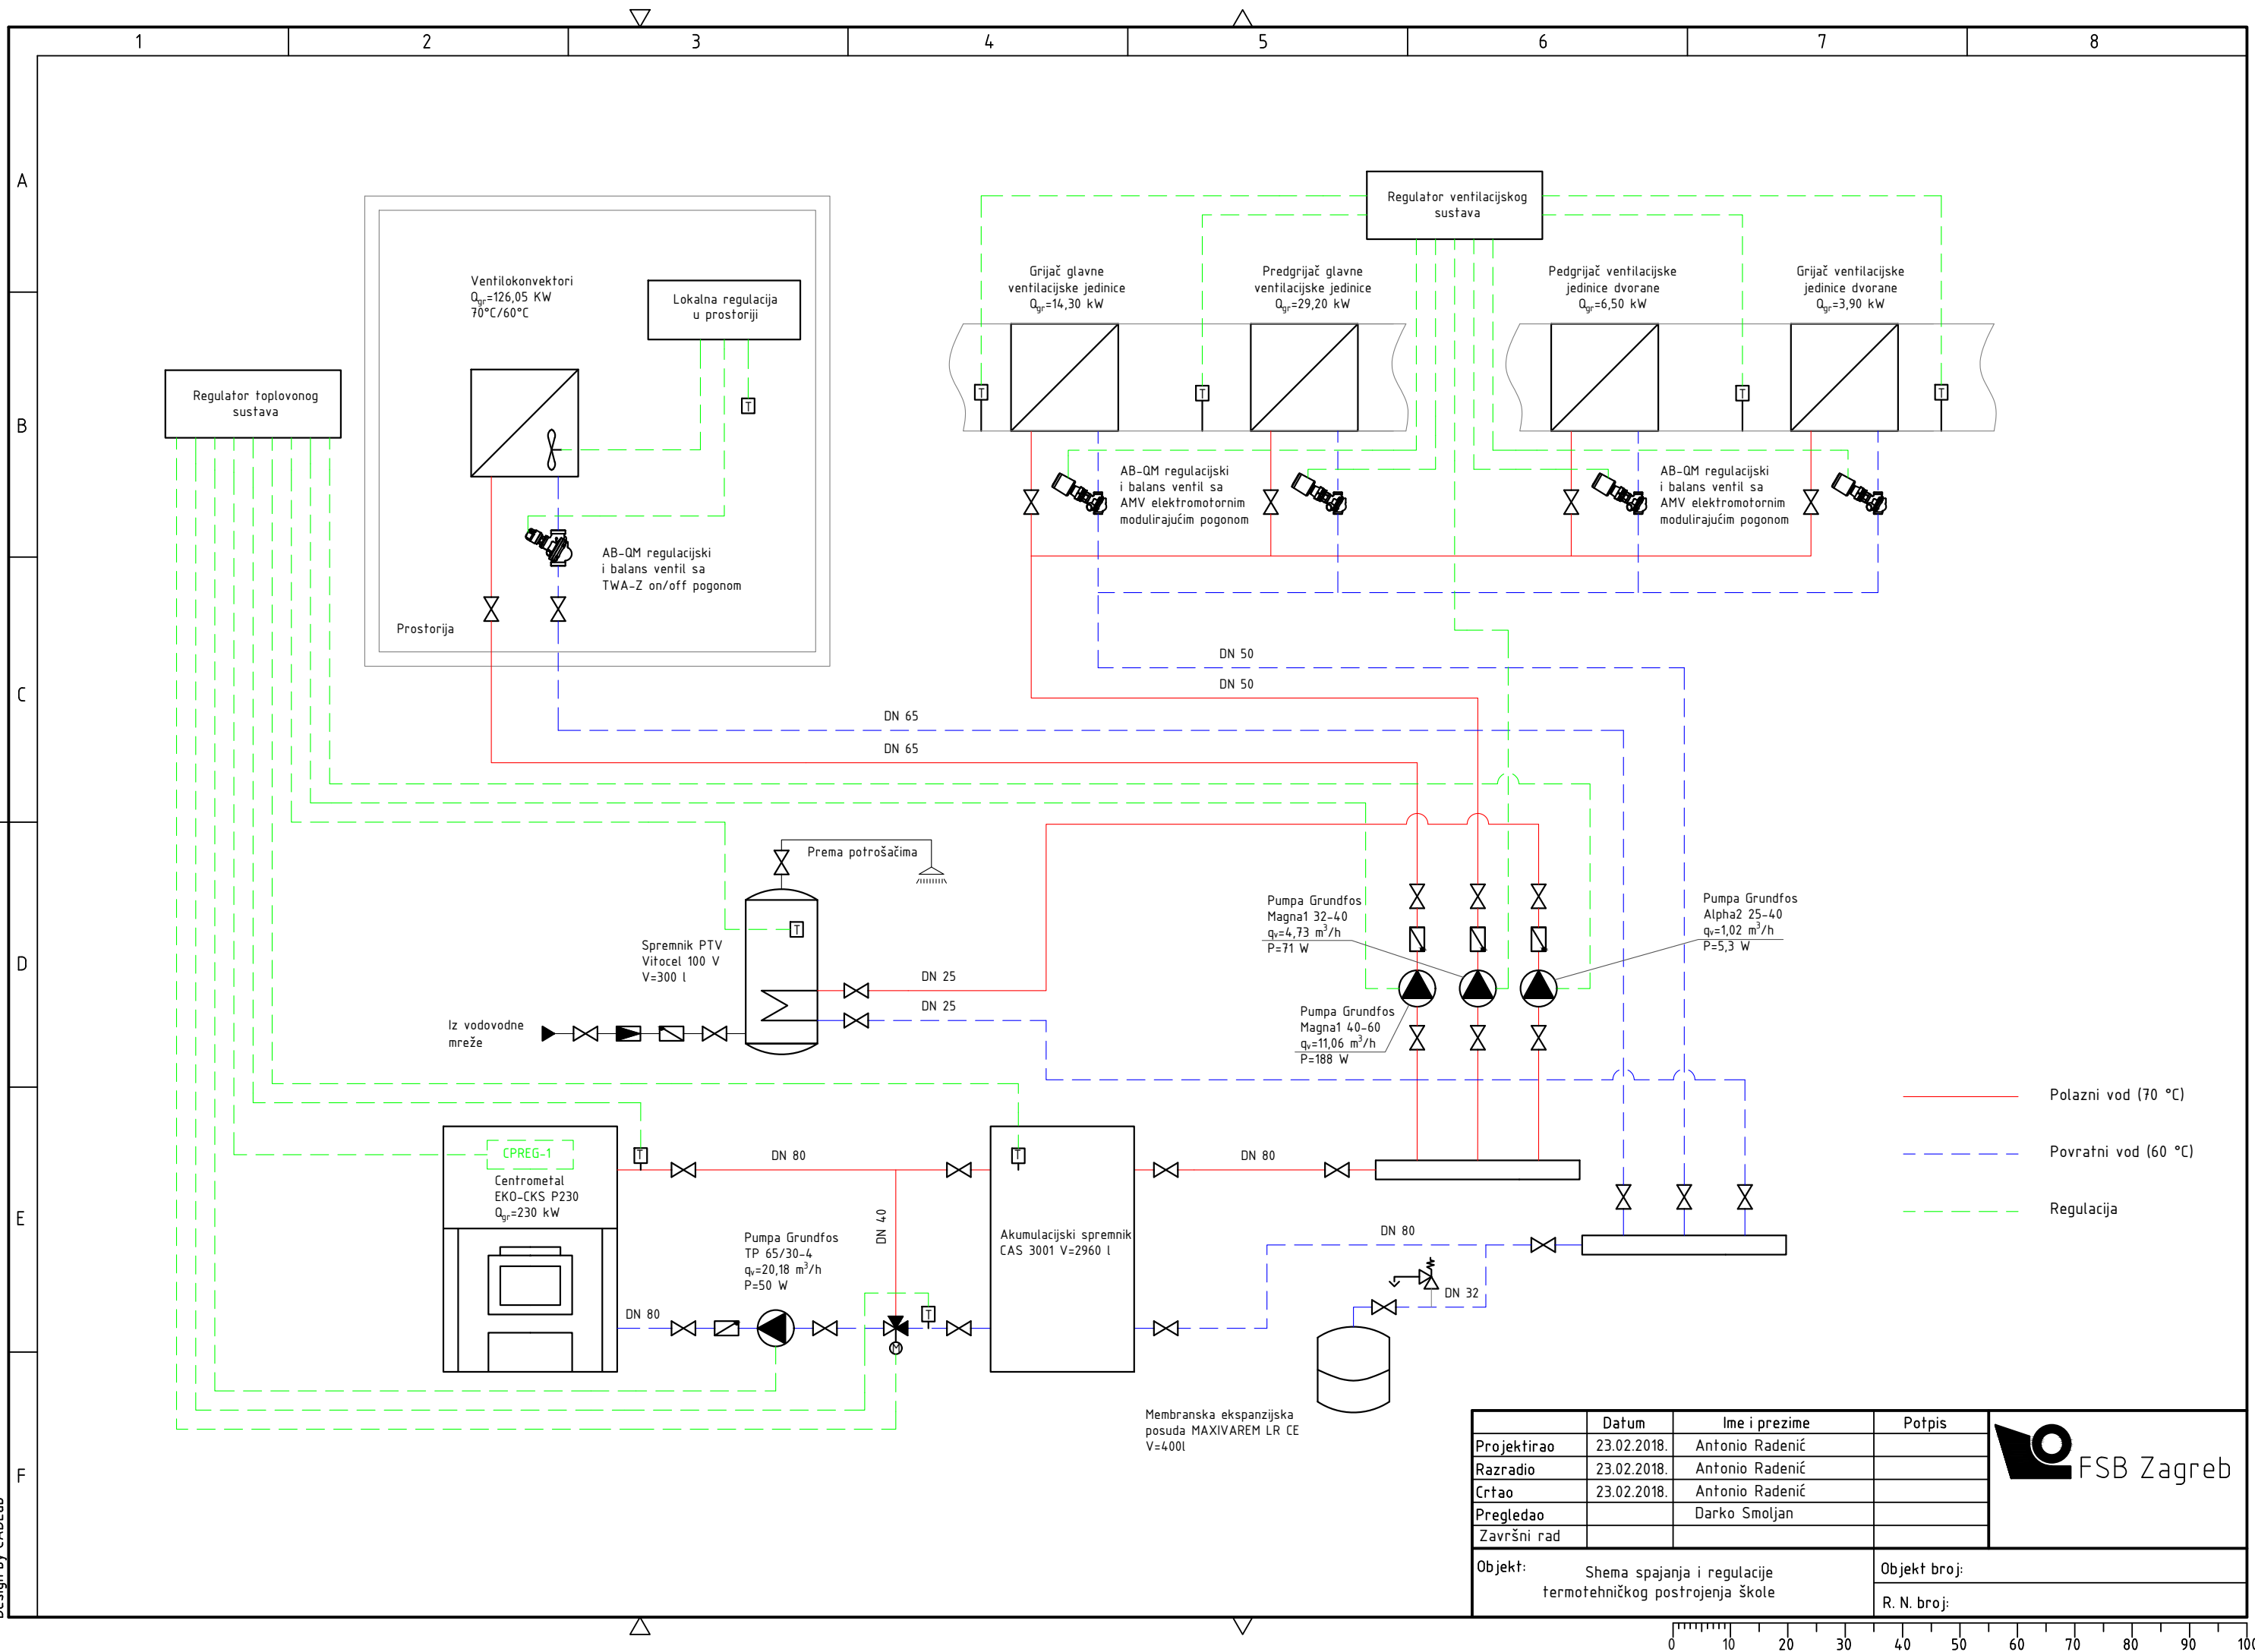 1 2 3 4 5 6 7 8
A
B
C
D
E
F
Regulator ventilacijskog
sustava
Ventilokonvektori
Qgr=126,05 KW
70°C/60°C
Lokalna regulacija
u prostoriji
T
Grijač glavne
ventilacijske jedinice
Qgr=14,30 kW
Predgrijač glavne
ventilacijske jedinice
Qgr=29,20 kW
Pedgrijač ventilacijske
jedinice dvorane
Qgr=6,50 kW
Grijač ventilacijske
jedinice dvorane
Qgr=3,90 kW
T
T
T
T
Regulator toplovonog
sustava
AB-QM regulacijski
i balans ventil sa
AMV elektromotornim
modulirajućim pogonom
AB-QM regulacijski
i balans ventil sa
AMV elektromotornim
modulirajućim pogonom
AB-QM regulacijski
i balans ventil sa
TWA-Z on/off pogonom
Prostorija
DN 50
DN 50
DN 65
DN 65
Prema potrošačima
T
Spremnik PTV
Vitocel 100 V
V=300 l
DN 25
DN 25
Iz vodovodne
mreže
Pumpa Grundfos
Magna1 32-40
qv=4,73 m³/h
P=71 W
Pumpa Grundfos
Alpha2 25-40
qv=1,02 m³/h
P=5,3 W
Pumpa Grundfos
Magna1 40-60
qv=11,06 m³/h
P=188 W
Polazni vod (70 °C)
Povratni vod (60 °C)
Regulacija
CPREG-1
Centrometal
EKO-CKS P230
Qgr=230 kW
T
DN 80
T
DN 80
DN 40
Pumpa Grundfos
TP 65/30-4
qv=20,18 m³/h
P=50 W
Akumulacijski spremnik
CAS 3001 V=2960 l
DN 80
DN 32
DN 80
T
M
Membranska ekspanzijska
posuda MAXIVAREM LR CE
V=400l
Datum Ime i prezime Potpis
Projektirao 23.02.2018. Antonio Radenić
Razradio 23.02.2018. Antonio Radenić
Crtao 23.02.2018. Antonio Radenić
Pregledao Darko Smoljan
Završni rad
FSB Zagreb
Objekt: Shema spajanja i regulacije
termotehničkog postrojenja škole
Objekt broj:
R. N. broj:
Design by CADLab
0 10 20 30 40 50 60 70 80 90 100